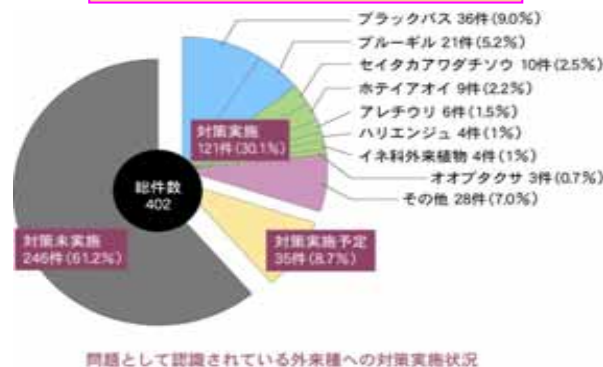 ブラックバス 36件(9.0%)
ブルーギル 21件(5.2%)
セイタカアワダチソウ 10件(2.5%)
ホテイアオイ 9件(2.2%)
アレチウリ 6件(1.5%)
ハリエンジュ 4件(1%)
イネ科外来植物 4件(1%)
オオブタクサ 3件(0.7%)
その他 28件(7.0%)
対策実施
121件(30.1%)
総件数
402
対策未実施
246件(61.2%)
対策実施予定
35件(8.7%)
問題として認識されている外来種への対策実施状況